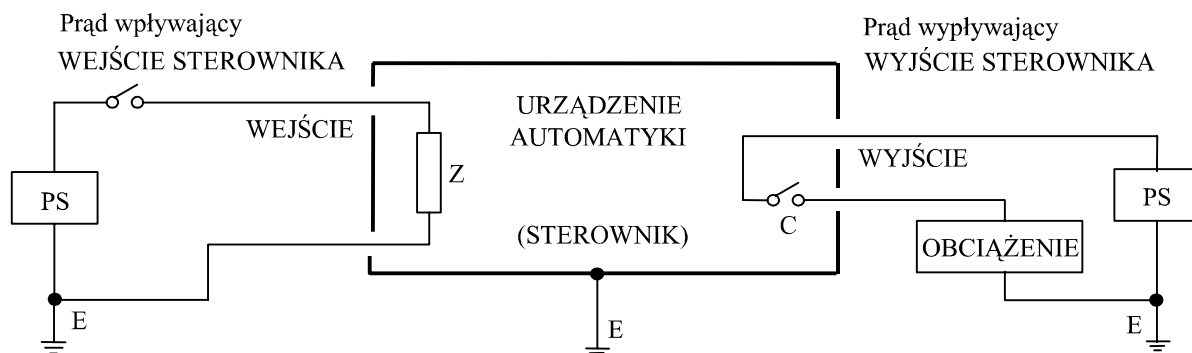 Prąd wpływający
WEJŚCIE STEROWNIKA
Prąd wypływający
WYJŚCIE STEROWNIKA
URZĄDZENIE
AUTOMATYKI
WEJŚCIE
WYJŚCIE
Z
PS
PS
C
(STEROWNIK)
OBCIĄŻENIE
E
E
E